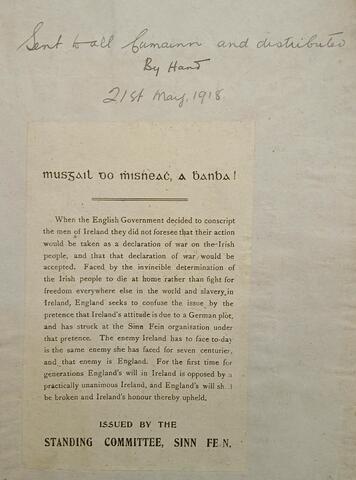 Sent to all Cumainn and distributed
By Hand
21st May, 1918.
musgail do ṁisneaċ, a ḃanba!
When the English Government decided to conscript
the men of Ireland they did not foresee that their action
would be taken as a declaration of war on the Irish
people, and that that declaration of war would be
accepted. Faced by the invincible determination of
the Irish people to die at home rather than fight for
freedom everywhere else in the world and slavery in
Ireland, England seeks to confuse the issue by the
pretence that Ireland's attitude is due to a German plot,
and has struck at the Sinn Fein organisation under
that pretence. The enemy Ireland has to face to-day
is the same enemy she has faced for seven centuries,
and that enemy is England. For the first time for
generations England's will in Ireland is opposed by a
practically unanimous Ireland, and England's will shall
be broken and Ireland's honour thereby upheld.
ISSUED BY THE
STANDING COMMITTEE, SINN FEIN.